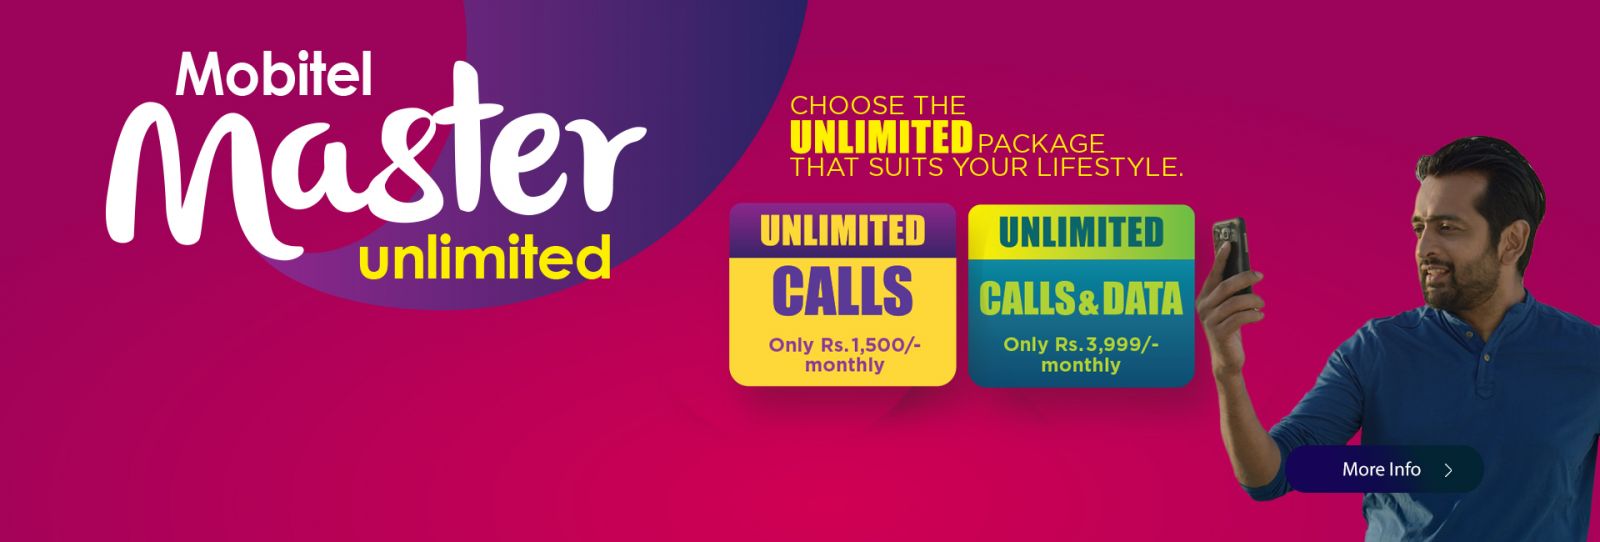 Mobitel
Master
unlimited
CHOOSE THE
UNLIMITED PACKAGE
THAT SUITS YOUR LIFESTYLE.
UNLIMITED
CALLS
Only Rs.1,500/-
monthly
UNLIMITED
CALLS & DATA
Only Rs.3,999/-
monthly
More Info